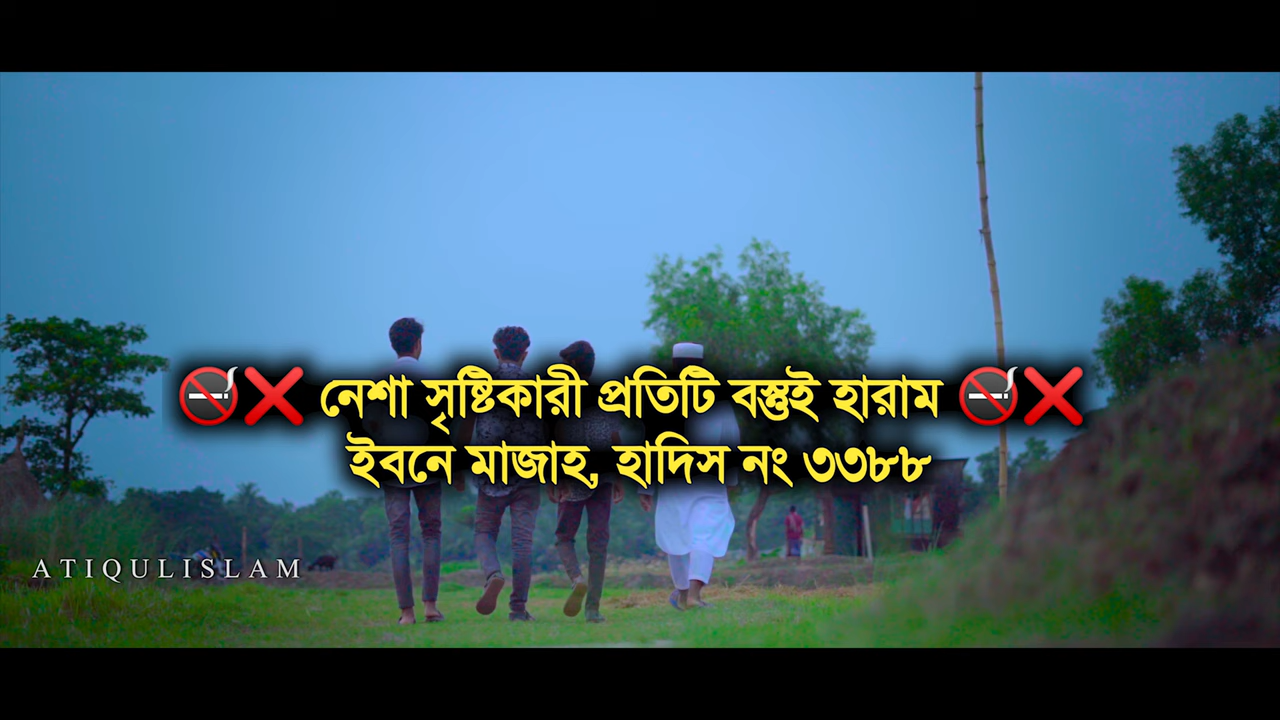 🚭❌ নেশা সৃষ্টিকারী প্রতিটি বস্তুই হারাম 🚭❌
ইবনে মাজাহ, হাদিস নং ৩৩৮৮
ATIQULISLAM